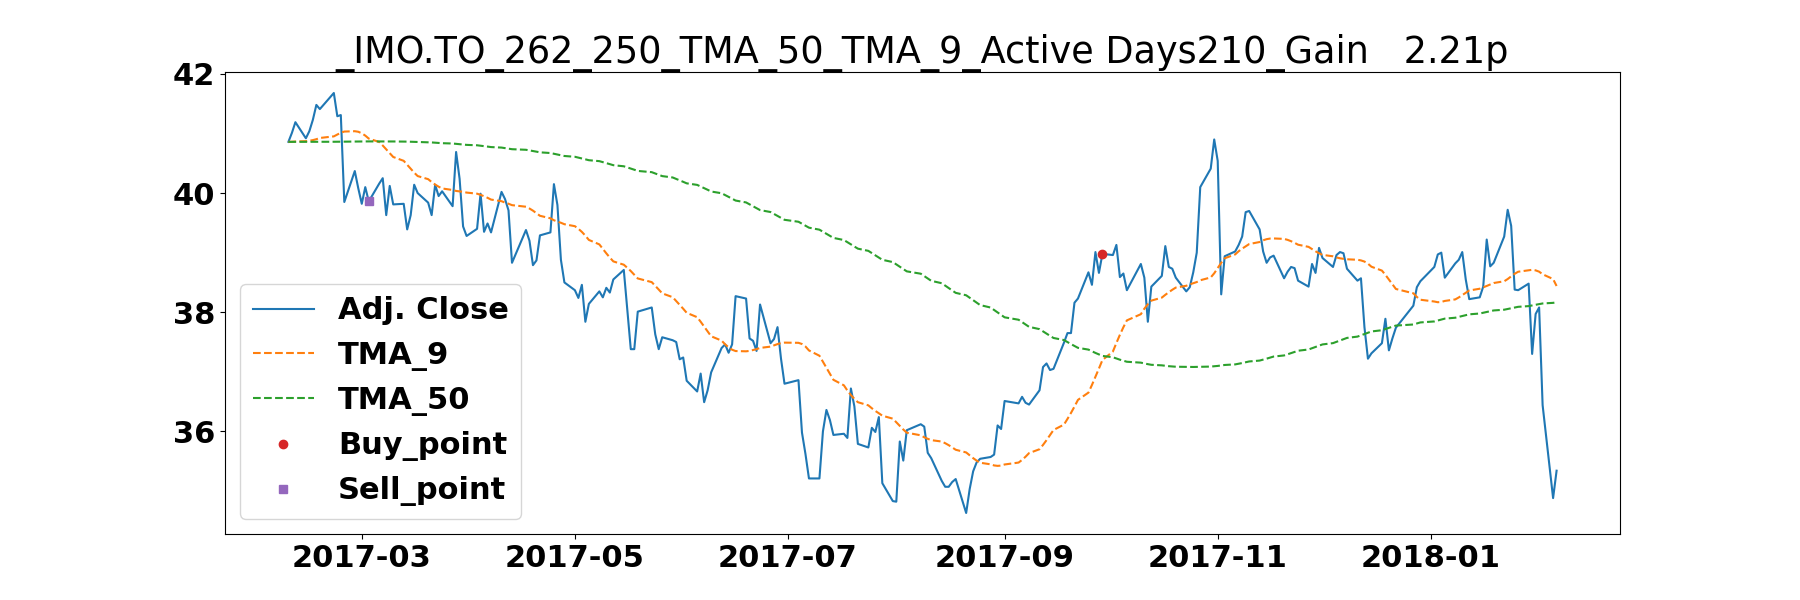 _IMO.TO_262_250_TMA_50_TMA_9_Active Days210_Gain   2.21p
42
40
38
36
Adj. Close
TMA_9
TMA_50
Buy_point
Sell_point
2017-03 2017-05 2017-07 2017-09 2017-11 2018-01